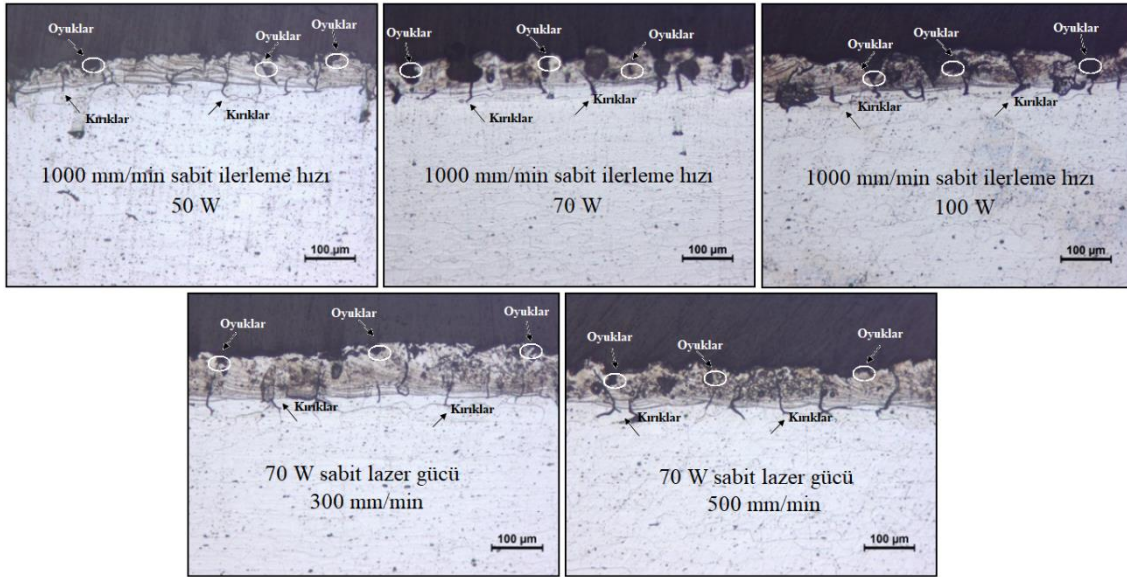 Oyuklar
Oyuklar
Oyuklar
Kırıklar
Kırıklar
1000 mm/min sabit ilerleme hızı
50 W
100 µm
Oyuklar
Oyuklar
Oyuklar
Kırıklar
Kırıklar
1000 mm/min sabit ilerleme hızı
70 W
100 µm
Oyuklar
Oyuklar
Oyuklar
Kırıklar
Kırıklar
1000 mm/min sabit ilerleme hızı
100 W
100 µm
Oyuklar
Oyuklar
Oyuklar
Kırıklar
Kırıklar
70 W sabit lazer gücü
300 mm/min
100 µm
Oyuklar
Oyuklar
Oyuklar
Kırıklar
Kırıklar
70 W sabit lazer gücü
500 mm/min
100 µm